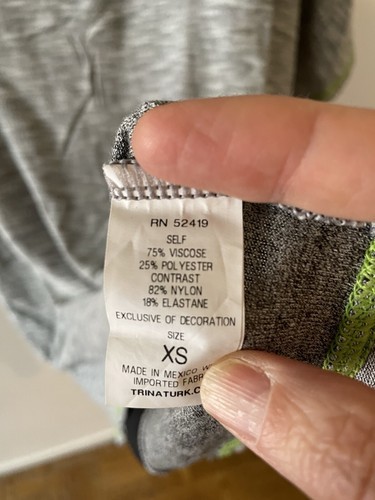 RN 52419
SELF
75% VISCOSE
25% POLYESTER
CONTRAST
82% NYLON
18% ELASTANE
EXCLUSIVE OF DECORATION
SIZE
XS
MADE IN MEXICO
IMPORTED
TRINATURK.C